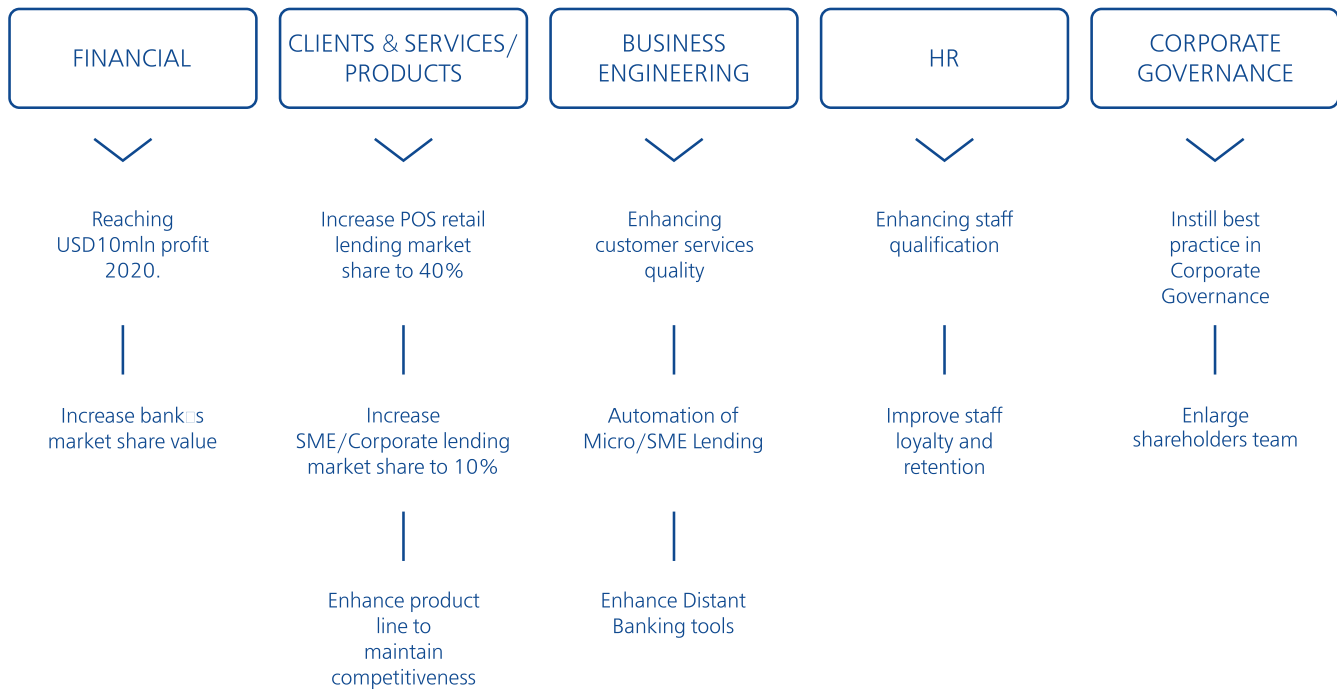 FINANCIAL
CLIENTS & SERVICES/
PRODUCTS
BUSINESS
ENGINEERING
HR
CORPORATE
GOVERNANCE
Reaching
USD10mln profit
2020.
Increase POS retail
lending market
share to 40%
Enhancing
customer services
quality
Enhancing staff
qualification
Instill best
practice in
Corporate
Governance
Increase bank□s
market share value
Increase
SME/Corporate lending
market share to 10%
Automation of
Micro/SME Lending
Improve staff
loyalty and
retention
Enlarge
shareholders team
Enhance product
line to
maintain
competitiveness
Enhance Distant
Banking tools